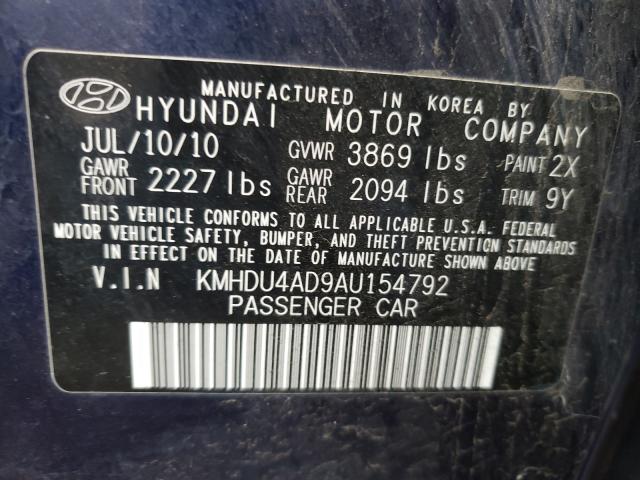 MANUFACTURED IN KOREA BY
HYUNDAI MOTOR COMPANY
JUL/10/10 GVWR 3869 lbs PAINT 2X
GAWR FRONT 2227 lbs GAWR REAR 2094 lbs TRIM 9Y
THIS VEHICLE CONFORMS TO ALL APPLICABLE U.S.A. FEDERAL
MOTOR VEHICLE SAFETY, BUMPER, AND THEFT PREVENTION STANDARDS
IN EFFECT ON THE DATE OF MANUFACTURE SHOWN ABOVE
V.I.N KMHDU4AD9AU154792
PASSENGER CAR